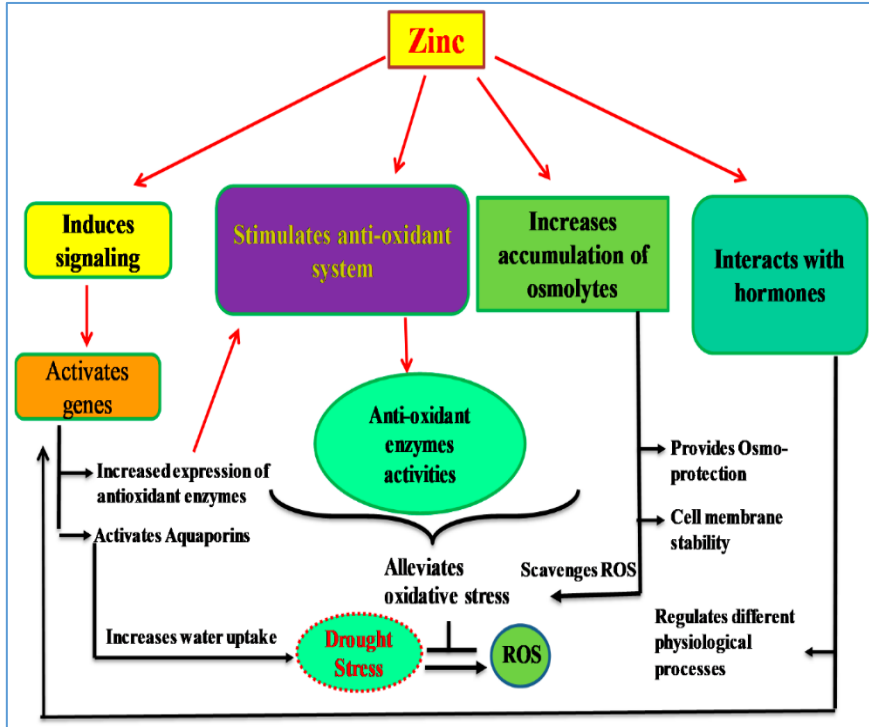 Zinc
Induces
signaling
Stimulates anti-oxidant
system
Increases
accumulation of
osmolytes
Interacts with
hormones
Activates
genes
Anti-oxidant
enzymes
activities
Increased expression of
antioxidant enzymes
Activates Aquaporins
Provides Osmo-
protection
Cell membrane
stability
Alleviates
oxidative stress
Scavenges ROS
Increases water uptake
Drought
Stress
ROS
Regulates different
physiological
processes